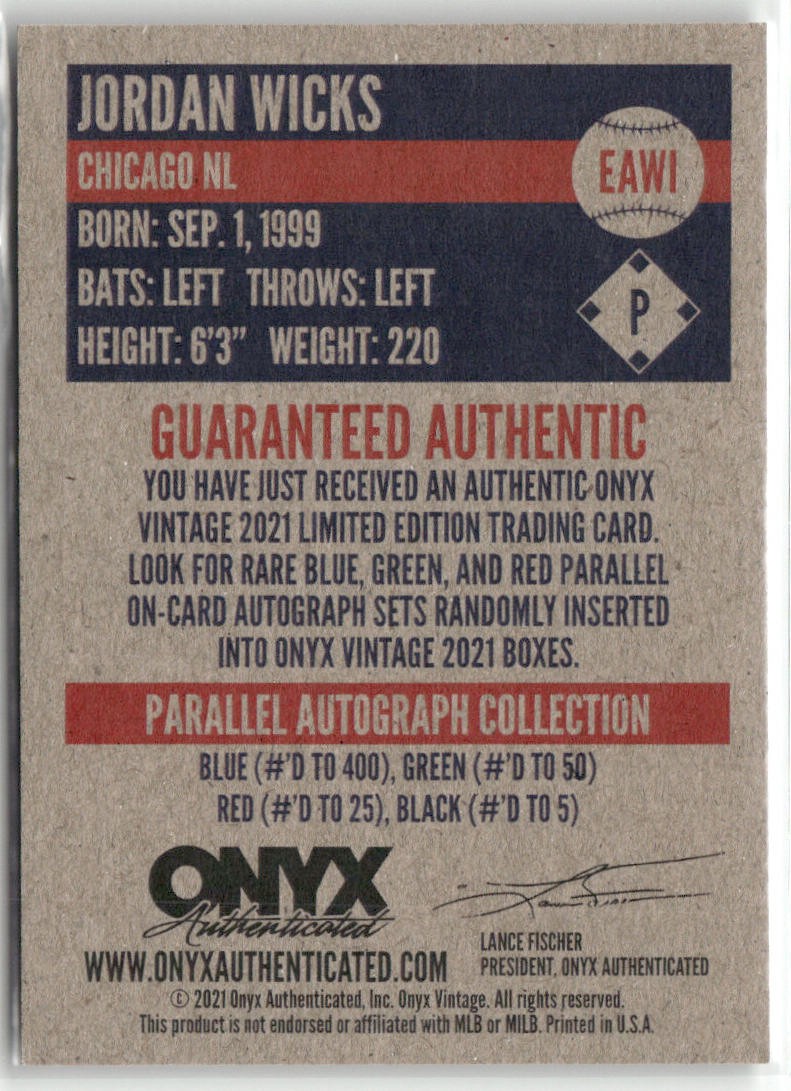 JORDAN WICKS
CHICAGO NL
EAWI
BORN: SEP. 1, 1999
BATS: LEFT THROWS: LEFT
P
HEIGHT: 6'3" WEIGHT: 220
GUARANTEED AUTHENTIC
YOU HAVE JUST RECEIVED AN AUTHENTIC ONYX
VINTAGE 2021 LIMITED EDITION TRADING CARD.
LOOK FOR RARE BLUE, GREEN, AND RED PARALLEL
ON-CARD AUTOGRAPH SETS RANDOMLY INSERTED
INTO ONYX VINTAGE 2021 BOXES.
PARALLEL AUTOGRAPH COLLECTION
BLUE (#'D TO 400), GREEN (#'D TO 50)
RED (#'D TO 25), BLACK (#'D TO 5)
ONYX
Authenticated
WWW.ONYXAUTHENTICATED.COM
LANCE FISCHER
PRESIDENT, ONYX AUTHENTICATED
© 2021 Onyx Authenticated, Inc. Onyx Vintage. All rights reserved.
This product is not endorsed or affiliated with MLB or MILB. Printed in U.S.A.